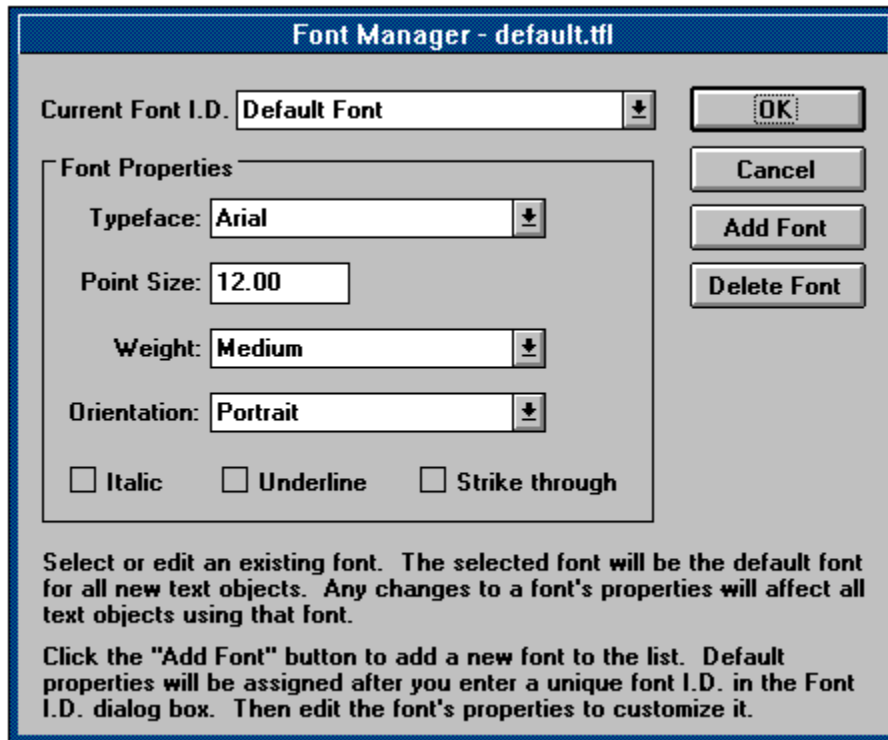 Font Manager - default.tfl
Current Font I.D. Default Font
OK
Font Properties
Cancel
Typeface: Arial
Add Font
Point Size: 12.00
Delete Font
Weight: Medium
Orientation: Portrait
Italic Underline Strike through
Select or edit an existing font. The selected font will be the default font
for all new text objects. Any changes to a font's properties will affect all
text objects using that font.
Click the "Add Font" button to add a new font to the list. Default
properties will be assigned after you enter a unique font I.D. in the Font
I.D. dialog box. Then edit the font's properties to customize it.